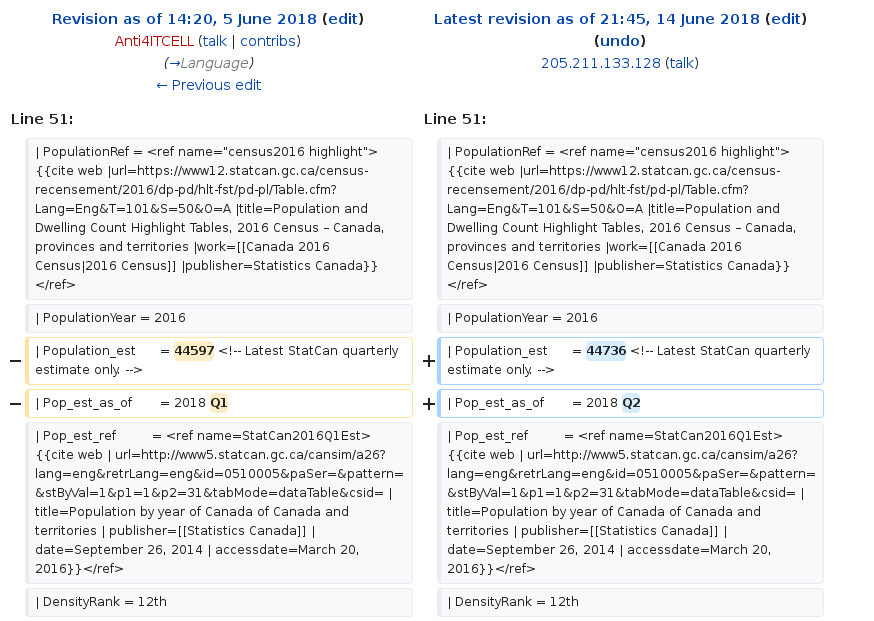 Revision as of 14:20, 5 June 2018 (edit)
Anti4ITCELL (talk | contribs)
(→Language)
← Previous edit
Latest revision as of 21:45, 14 June 2018 (edit)
(undo)
205.211.133.128 (talk)
Line 51:
Line 51:
| PopulationRef = <ref name="census2016 highlight">
{{cite web |url=https://www12.statcan.gc.ca/census-
recensement/2016/dp-pd/hlt-fst/pd-pl/Table.cfm?
Lang=Eng&T=101&S=50&O=A |title=Population and
Dwelling Count Highlight Tables, 2016 Census – Canada,
provinces and territories |work=[[Canada 2016
Census|2016 Census]] |publisher=Statistics Canada}}
</ref>
| PopulationRef = <ref name="census2016 highlight">
{{cite web |url=https://www12.statcan.gc.ca/census-
recensement/2016/dp-pd/hlt-fst/pd-pl/Table.cfm?
Lang=Eng&T=101&S=50&O=A |title=Population and
Dwelling Count Highlight Tables, 2016 Census – Canada,
provinces and territories |work=[[Canada 2016
Census|2016 Census]] |publisher=Statistics Canada}}
</ref>
| PopulationYear = 2016
| PopulationYear = 2016
− | Population_est = 44597 <!-- Latest StatCan quarterly
estimate only. -->
+ | Population_est = 44736 <!-- Latest StatCan quarterly
estimate only. -->
− | Pop_est_as_of = 2018 Q1
+ | Pop_est_as_of = 2018 Q2
| Pop_est_ref = <ref name=StatCan2016Q1Est>
{{cite web | url=http://www5.statcan.gc.ca/cansim/a26?
lang=eng&retrLang=eng&id=0510005&paSer=&pattern=
&stByVal=1&p1=1&p2=31&tabMode=dataTable&csid= |
title=Population by year of Canada of Canada and
territories | publisher=[[Statistics Canada]] |
date=September 26, 2014 | accessdate=March 20,
2016}}</ref>
| Pop_est_ref = <ref name=StatCan2016Q1Est>
{{cite web | url=http://www5.statcan.gc.ca/cansim/a26?
lang=eng&retrLang=eng&id=0510005&paSer=&pattern=
&stByVal=1&p1=1&p2=31&tabMode=dataTable&csid= |
title=Population by year of Canada of Canada and
territories | publisher=[[Statistics Canada]] |
date=September 26, 2014 | accessdate=March 20,
2016}}</ref>
| DensityRank = 12th
| DensityRank = 12th